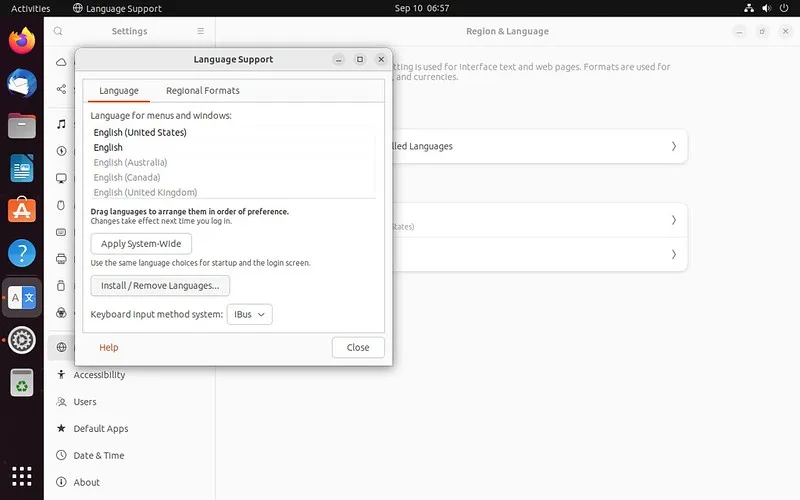 Activities
Language Support
Sep 10 06:57
Settings
Region & Language
Language Support
Language
Regional Formats
Language for menus and windows:
English (United States)
English
English (Australia)
English (Canada)
English (United Kingdom)
Drag languages to arrange them in order of preference.
Changes take effect next time you log in.
Apply System-Wide
Use the same language choices for startup and the login screen.
Install / Remove Languages...
Keyboard input method system:
IBus
Help
Close
tting is used for interface text and web pages. Formats are used for
, and currencies.
lled Languages
States)
Accessibility
Users
Default Apps
Date & Time
About